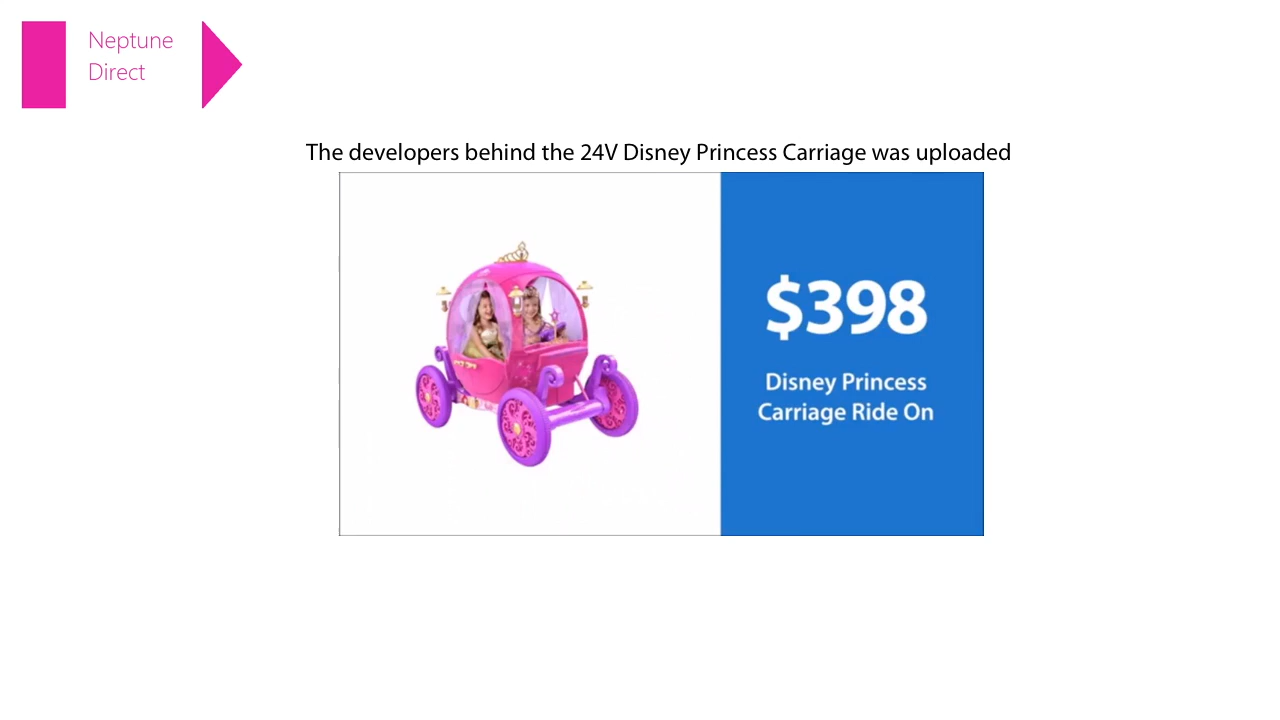 Neptune
Direct
The developers behind the 24V Disney Princess Carriage was uploaded
$398
Disney Princess
Carriage Ride On